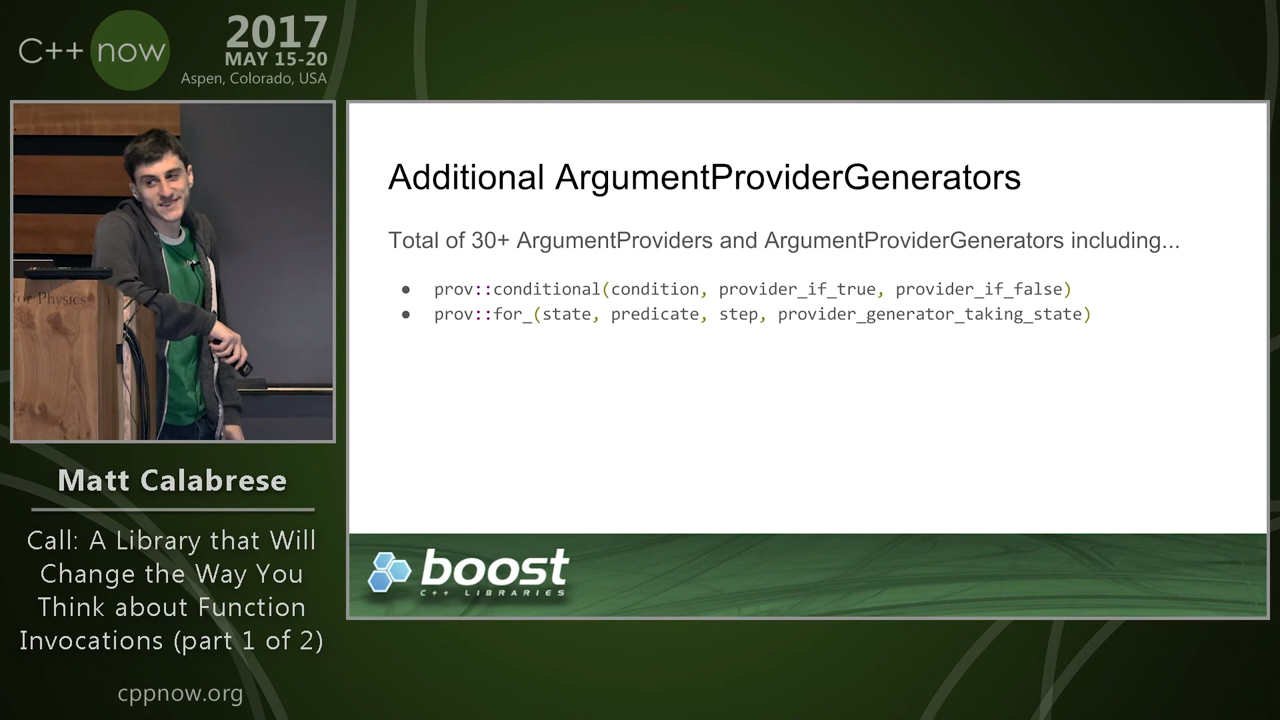 C++ now
2017
MAY 15-20
Aspen, Colorado, USA
for Physics
Additional ArgumentProviderGenerators
Total of 30+ ArgumentProviders and ArgumentProviderGenerators including...
● prov::conditional(condition, provider_if_true, provider_if_false)
● prov::for_(state, predicate, step, provider_generator_taking_state)
boost
C++ LIBRARIES
Matt Calabrese
Call: A Library that Will
Change the Way You
Think about Function
Invocations (part 1 of 2)
cppnow.org